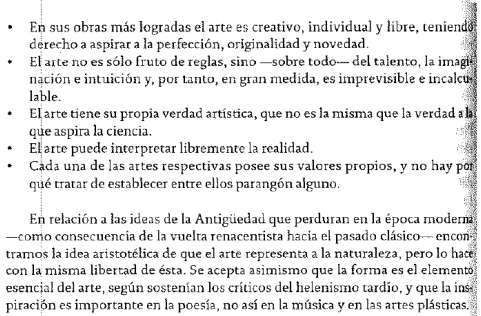 • En sus obras más logradas el arte es creativo, individual y libre, teniendo
derecho a aspirar a la perfección, originalidad y novedad.
• El arte no es sólo fruto de reglas, sino —sobre todo— del talento, la imagi-
nación e intuición y, por tanto, en gran medida, es imprevisible e incalcu-
lable.
• El arte tiene su propia verdad artística, que no es la misma que la verdad a la
que aspira la ciencia.
• El arte puede interpretar libremente la realidad.
• Cada una de las artes respectivas posee sus valores propios, y no hay por
qué tratar de establecer entre ellos parangón alguno.
En relación a las ideas de la Antigüedad que perduran en la época moderna
—como consecuencia de la vuelta renacentista hacia el pasado clásico— encon-
tramos la idea aristotélica de que el arte representa a la naturaleza, pero lo hace
con la misma libertad de ésta. Se acepta asimismo que la forma es el elemento
esencial del arte, según sostenían los críticos del helenismo tardío, y que la ins-
piración es importante en la poesía, no así en la música y en las artes plásticas.